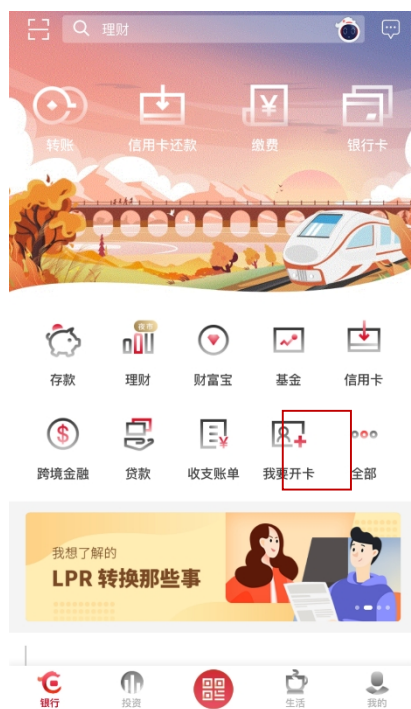 理财
转账 信用卡还款 缴费 银行卡
夜市
存款 理财 财富宝 基金 信用卡
跨境金融 贷款 收支账单 我要开卡 全部
我想了解的
LPR 转换那些事
银行 投资 生活 我的